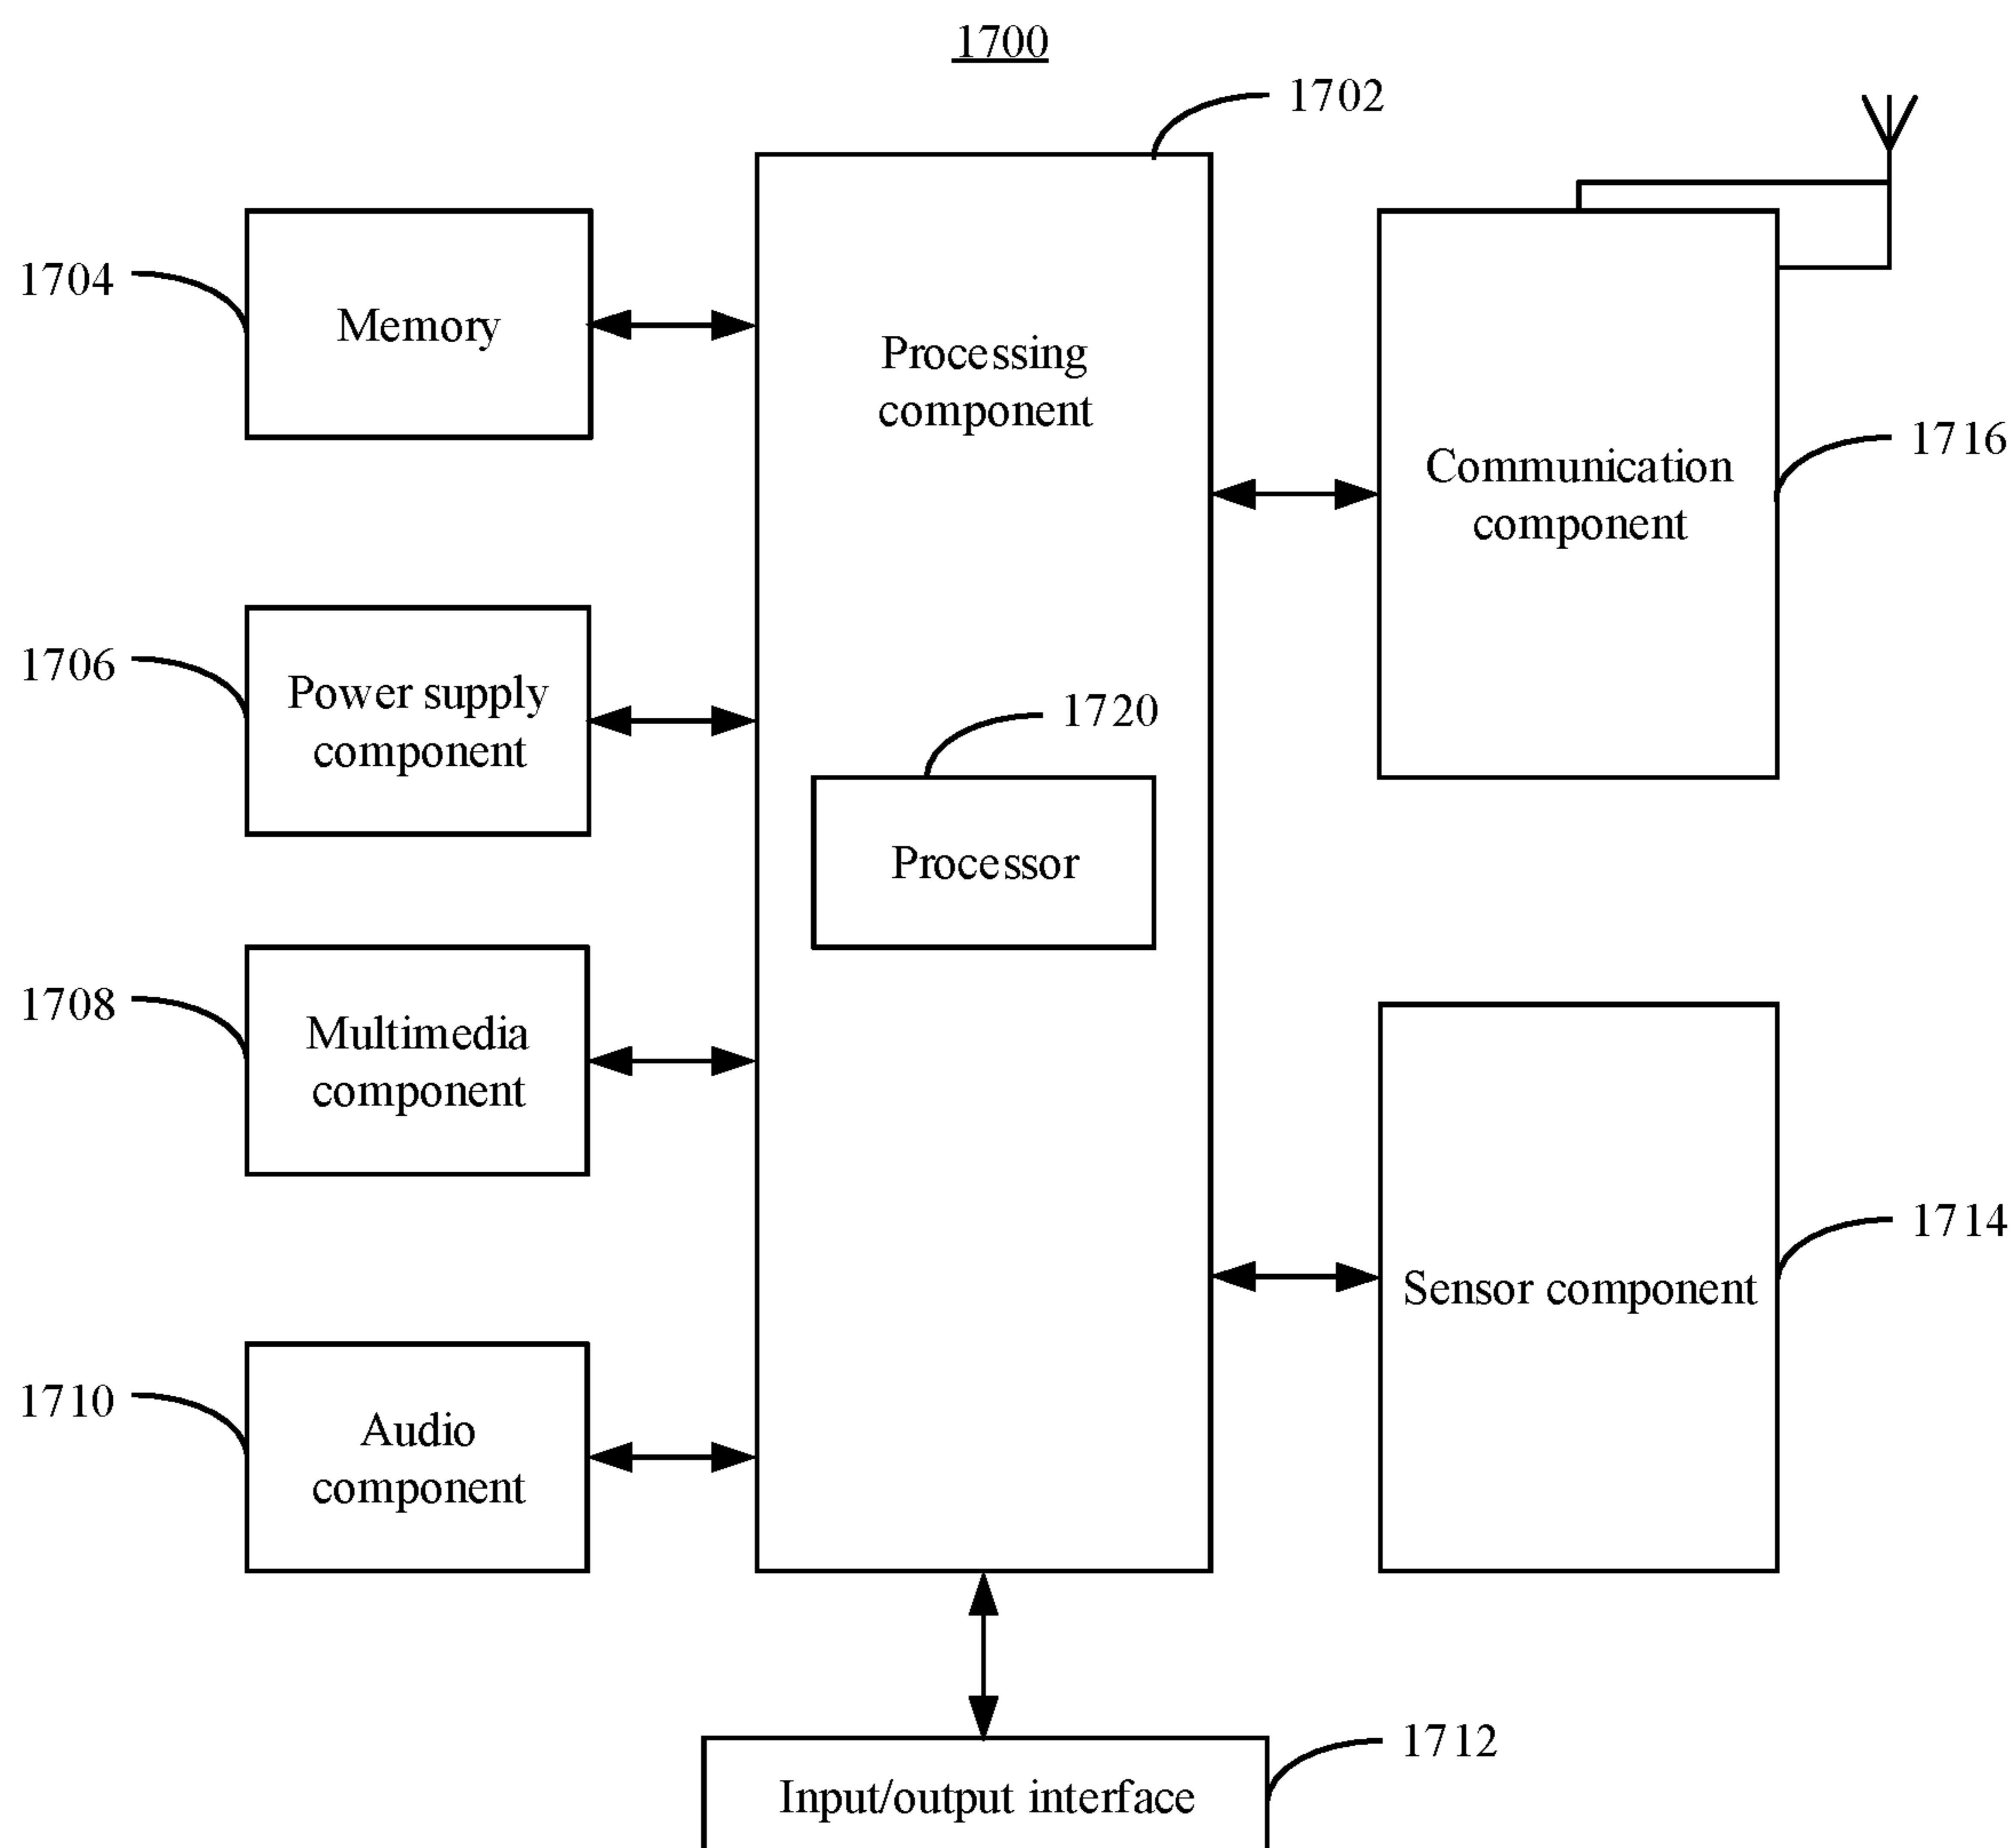 1700
1702
1704
Memory
Processing
component
Communication
component
1716
1706
Power supply
component
1720
Processor
1708
Multimedia
component
1714
Sensor component
1710
Audio
component
1712
Input/output interface